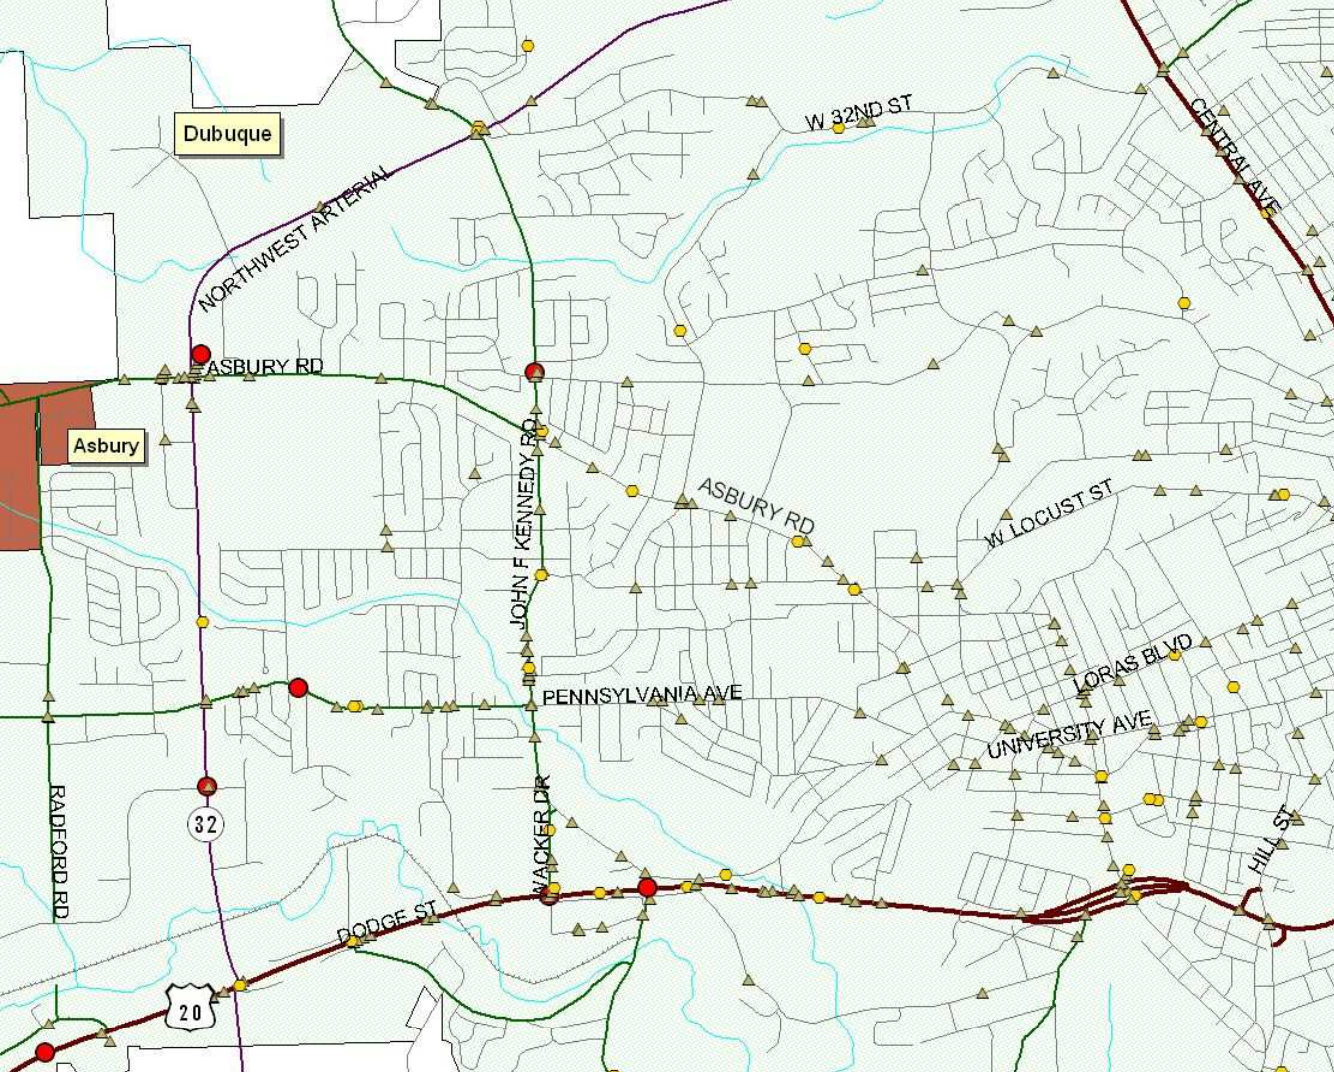 W 32ND ST
Dubuque
CENTRAL AVE
NORTHWEST ARTERIAL
ASBURY RD
Asbury
JOHN F KENNEDY RD
ASBURY RD
W LOCUST ST
LORAS BLVD
PENNSYLVANIA AVE
UNIVERSITY AVE
RADFORD RD
32
WACKER DR
HILL ST
DODGE ST
20